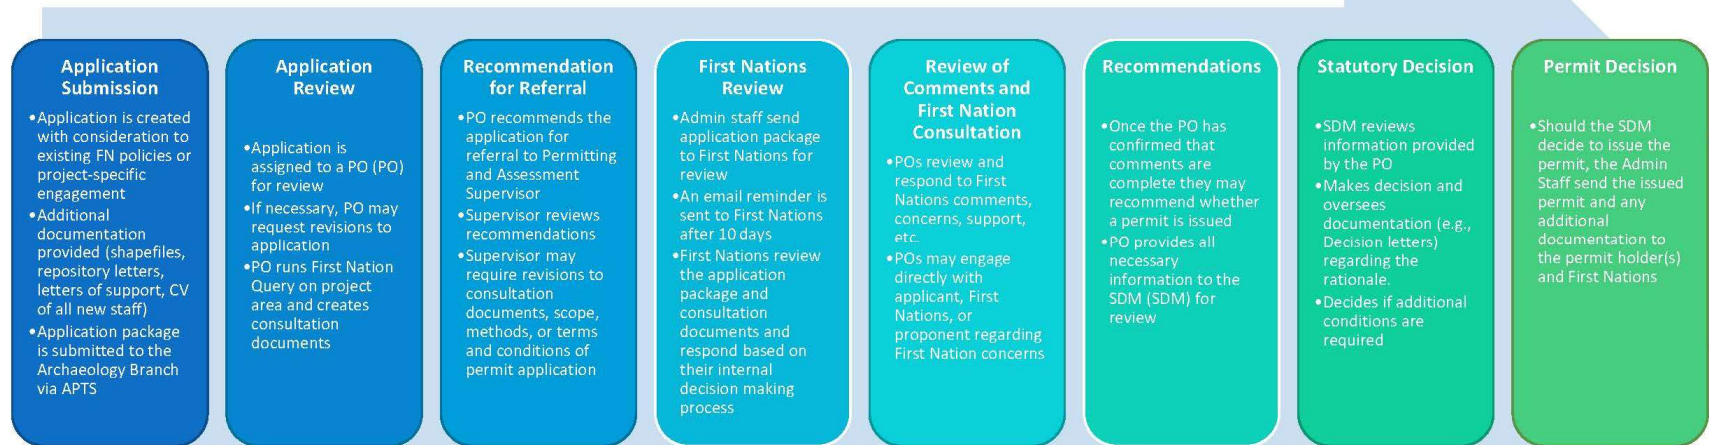 Application
Submission
•Application is created
with consideration to
existing FN policies or
project-specific
engagement
•Additional
documentation
provided (shapefiles,
repository letters,
letters of support, CV
of all new staff)
•Application package
is submitted to the
Archaeology Branch
via APTS
Application
Review
•Application is
assigned to a PO (PO)
for review
•If necessary, PO may
request revisions to
application
•PO runs First Nation
Query on project
area and creates
consultation
documents
Recommendation
for Referral
•PO recommends the
application for
referral to Permitting
and Assessment
Supervisor
•Supervisor reviews
recommendations
•Supervisor may
require revisions to
consultation
documents, scope,
methods, or terms
and conditions of
permit application
First Nations
Review
•Admin staff send
application package
to First Nations for
review
•An email reminder is
sent to First Nations
after 10 days
•First Nations review
the application
package and
consultation
documents and
respond based on
their internal
decision making
process
Review of
Comments and
First Nation
Consultation
•POs review and
respond to First
Nations comments,
concerns, support,
etc.
•POs may engage
directly with
applicant, First
Nations, or
proponent regarding
First Nation concerns
Recommendations
•Once the PO has
confirmed that
comments are
complete they may
recommend whether
a permit is issued
•PO provides all
necessary
information to the
SDM (SDM) for
review
Statutory Decision
•SDM reviews
information provided
by the PO
•Makes decision and
oversees
documentation (e.g.,
Decision letters)
regarding the
rationale.
•Decides if additional
conditions are
required
Permit Decision
•Should the SDM
decide to issue the
permit, the Admin
Staff send the issued
permit and any
additional
documentation to
the permit holder(s)
and First Nations